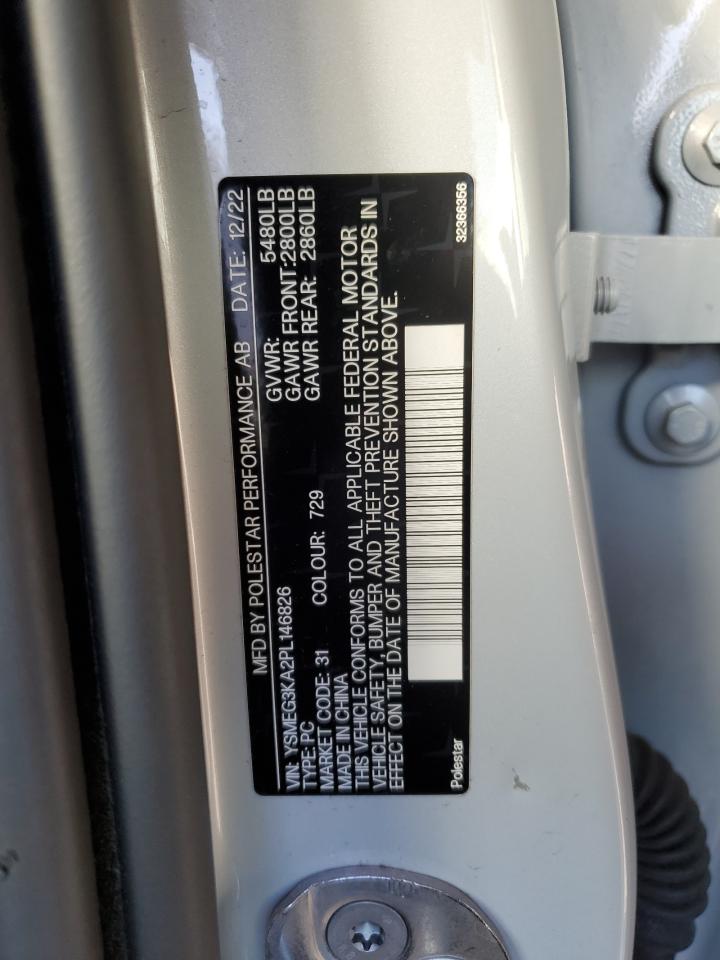 MFD BY POLESTAR PERFORMANCE AB DATE: 12/22
VIN: YSMEG3KA2PL146826 GVWR: 5480LB
TYPE: PC GAWR FRONT: 2800LB
MARKET CODE: 31 COLOUR: 729 GAWR REAR: 2860LB
MADE IN CHINA
THIS VEHICLE CONFORMS TO ALL APPLICABLE FEDERAL MOTOR
VEHICLE SAFETY, BUMPER AND THEFT PREVENTION STANDARDS IN
EFFECT ON THE DATE OF MANUFACTURE SHOWN ABOVE.
Polestar 32366356